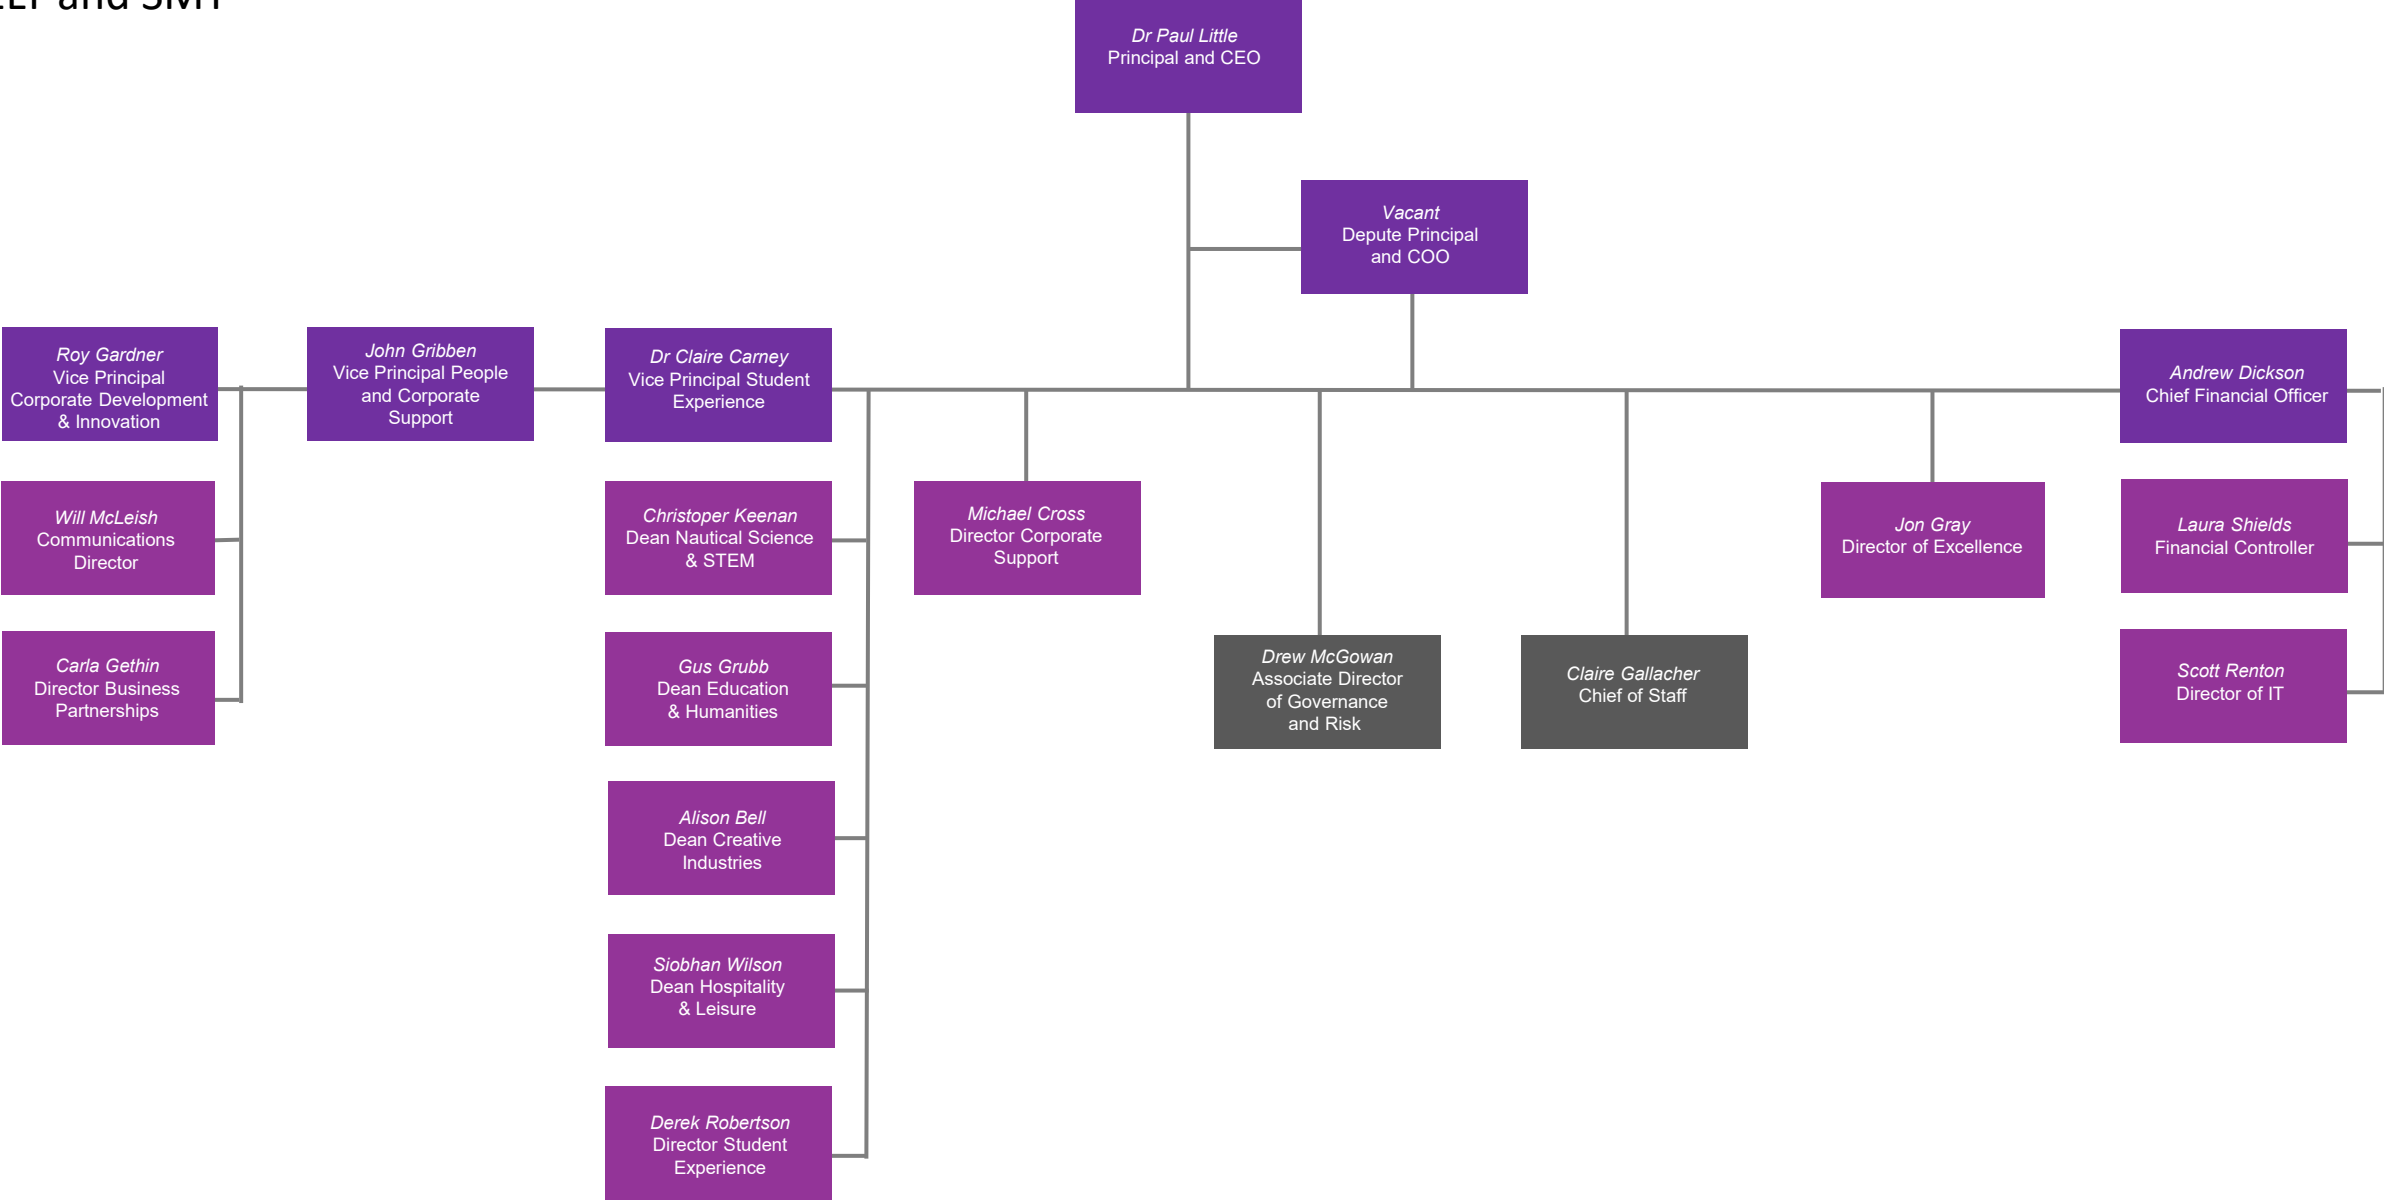 and SMT
Dr Paul Little
Principal and CEO
Vacant
Depute Principal
and COO
Roy Gardner
Vice Principal
Corporate Development
& Innovation
John Gribben
Vice Principal People
and Corporate
Support
Dr Claire Carney
Vice Principal Student
Experience
Andrew Dickson
Chief Financial Officer
Will McLeish
Communications
Director
Christoper Keenan
Dean Nautical Science
& STEM
Michael Cross
Director Corporate
Support
Jon Gray
Director of Excellence
Laura Shields
Financial Controller
Carla Gethin
Director Business
Partnerships
Gus Grubb
Dean Education
& Humanities
Drew McGowan
Associate Director
of Governance
and Risk
Claire Gallacher
Chief of Staff
Scott Renton
Director of IT
Alison Bell
Dean Creative
Industries
Siobhan Wilson
Dean Hospitality
& Leisure
Derek Robertson
Director Student
Experience